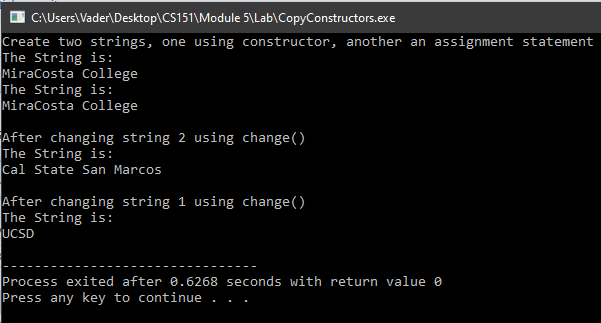 C:\Users\Vader\Desktop\CS151\Module 5\Lab\CopyConstructors.exe
Create two strings, one using constructor, another an assignment statement
The String is:
MiraCosta College
The String is:
MiraCosta College
After changing string 2 using change()
The String is:
Cal State San Marcos
After changing string 1 using change()
The String is:
UCSD
--------------------------------
Process exited after 0.6268 seconds with return value 0
Press any key to continue . . .